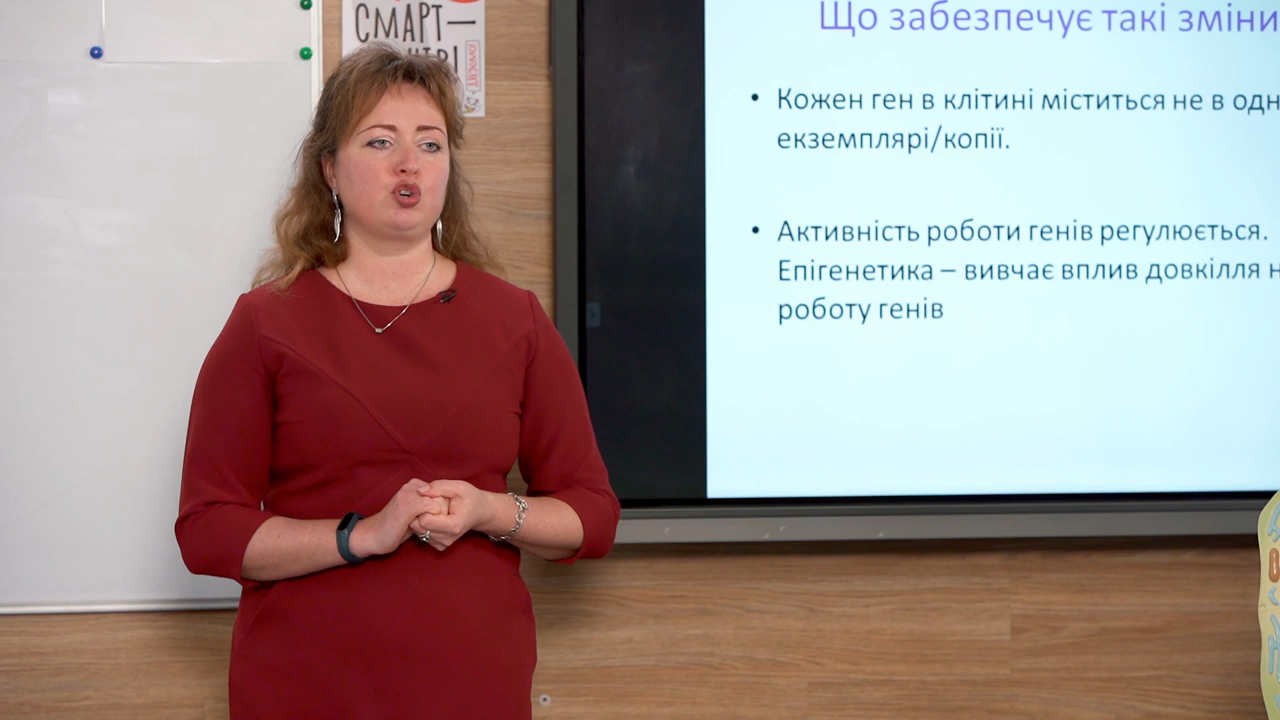 СМАРТ—
Що забезпечує такі зміни
• Кожен ген в клітині міститься не в
екземплярі/копії.
• Активність роботи генів регулюється.
Епігенетика – вивчає вплив довкілля
роботу генів